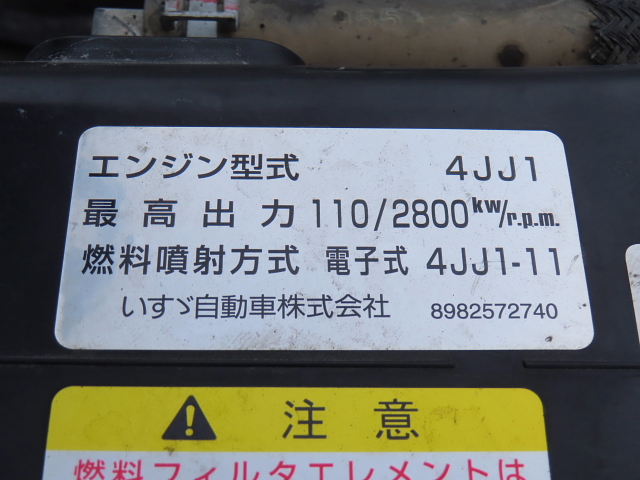 エンジン型式 4JJ1
最高出力 110/2800kw/r.p.m.
燃料噴射方式 電子式 4JJ1-11
いすゞ自動車株式会社 8982572740
注意
燃料フィルタエレメントは